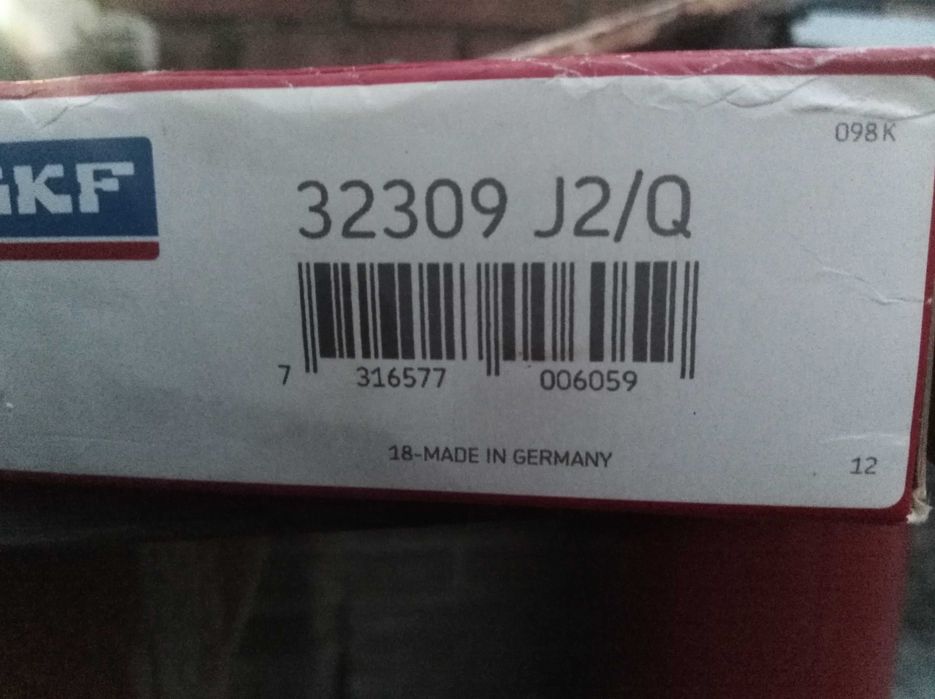 098K
SKF
32309 J2/Q
7 316577 006059
18-MADE IN GERMANY
12